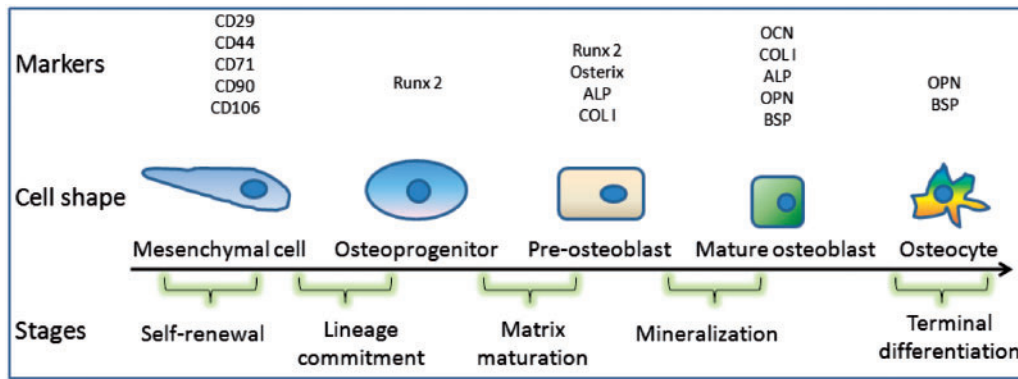 Markers
CD29
CD44
CD71
CD90
CD106
Runx 2
Runx 2
Osterix
ALP
COL I
OCN
COL I
ALP
OPN
BSP
OPN
BSP
Cell shape
Mesenchymal cell
Osteoprogenitor
Pre-osteoblast
Mature osteoblast
Osteocyte
Stages
Self-renewal
Lineage
commitment
Matrix
maturation
Mineralization
Terminal
differentiation